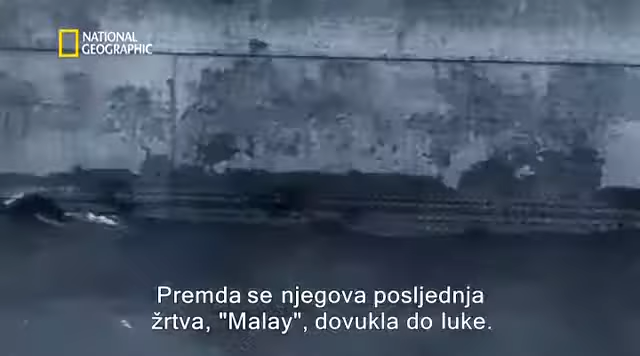 NATIONAL
GEOGRAPHIC
Premda se njegova posljednja
žrtva, "Malay", dovukla do luke.